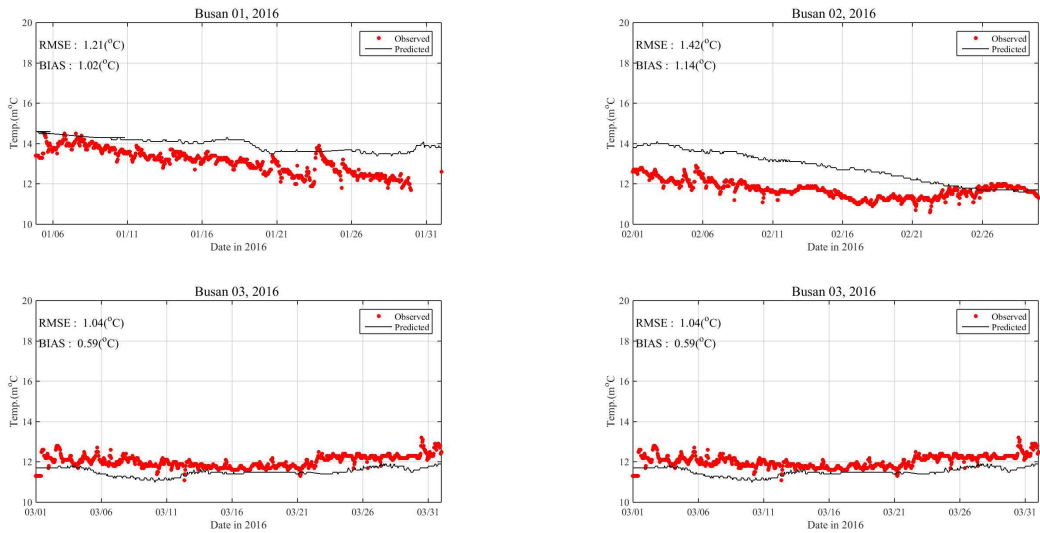 Busan 01, 2016
RMSE : 1.21(°C)
BIAS : 1.02(°C)
Observed
Predicted
Temp.(m°C
20
18
16
14
12
10
01/06 01/11 01/16 01/21 01/26 01/31
Date in 2016
Busan 02, 2016
RMSE : 1.42(°C)
BIAS : 1.14(°C)
Observed
Predicted
Temp.(m°C
20
18
16
14
12
10
02/01 02/06 02/11 02/16 02/21 02/26
Date in 2016
Busan 03, 2016
RMSE : 1.04(°C)
BIAS : 0.59(°C)
Observed
Predicted
Temp.(m°C
20
18
16
14
12
10
03/01 03/06 03/11 03/16 03/21 03/26 03/31
Date in 2016
Busan 03, 2016
RMSE : 1.04(°C)
BIAS : 0.59(°C)
Observed
Predicted
Temp.(m°C
20
18
16
14
12
10
03/01 03/06 03/11 03/16 03/21 03/26 03/31
Date in 2016